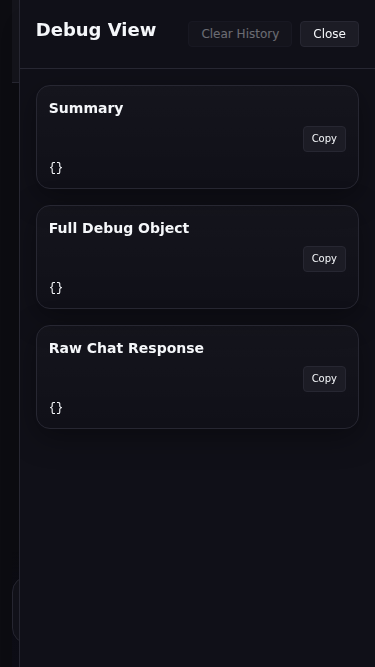 Debug View
Clear History
Close
Summary
Copy
{}
Full Debug Object
Copy
{}
Raw Chat Response
Copy
{}